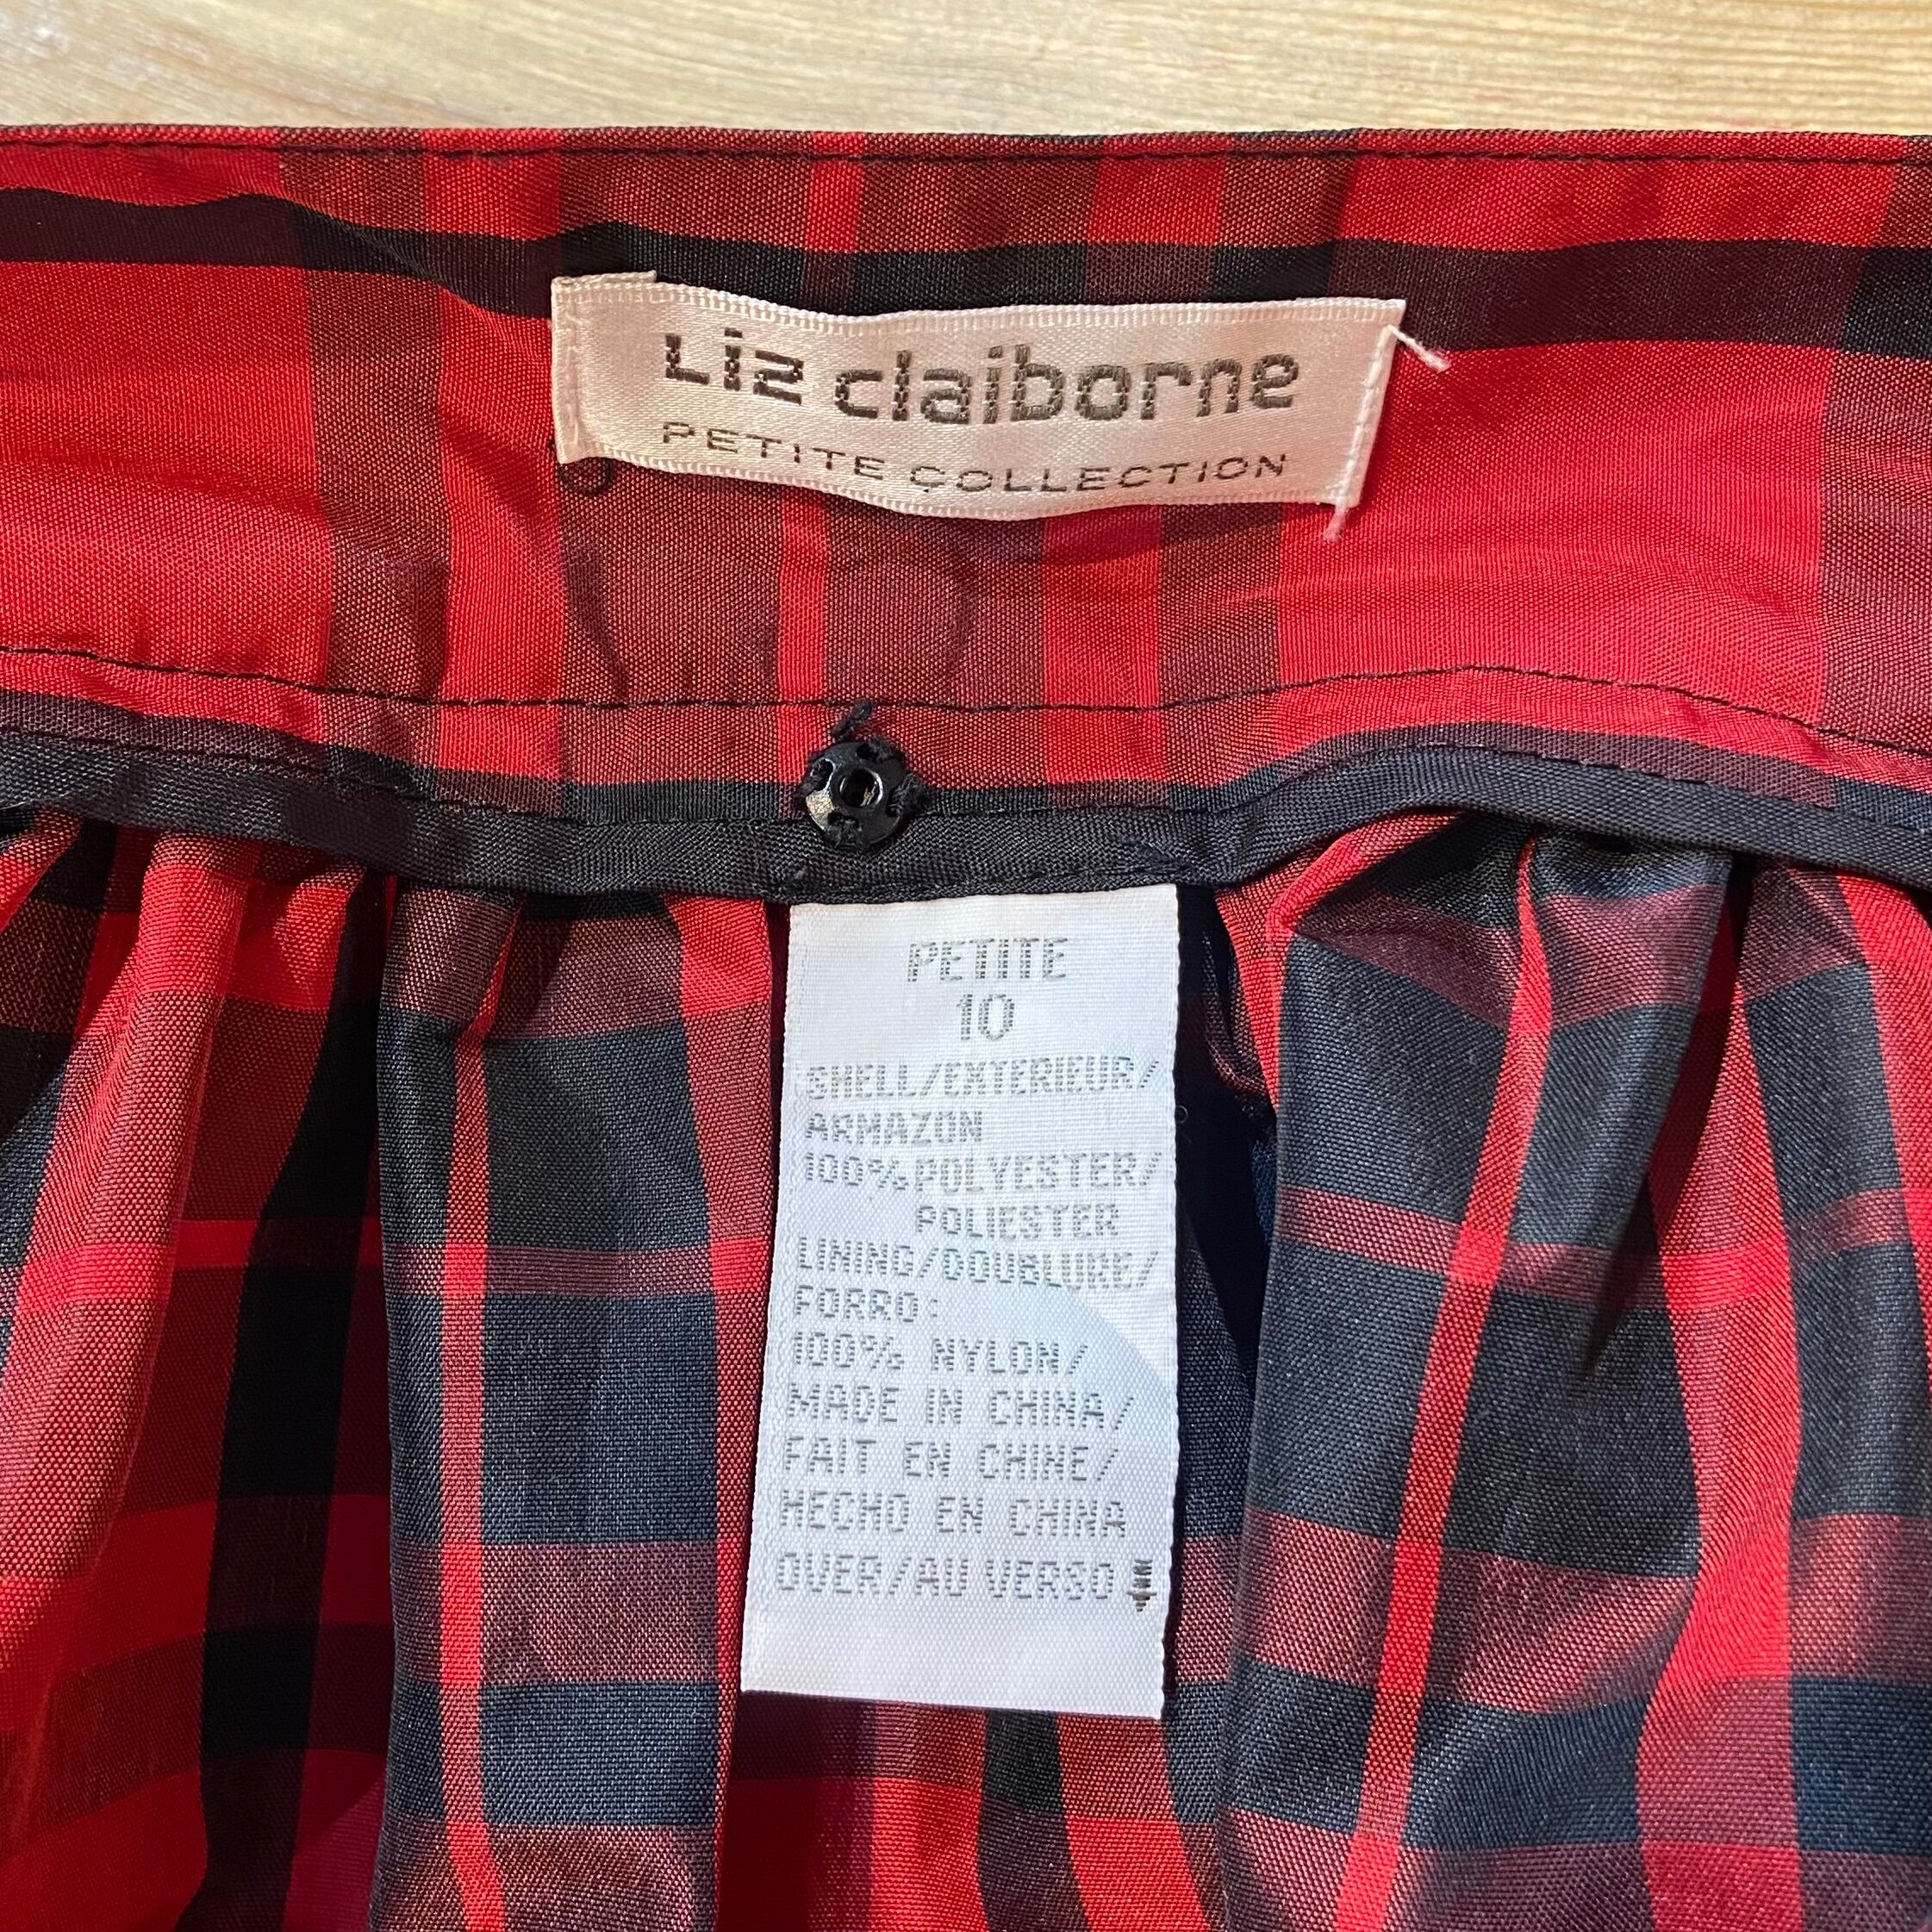 Liz claiborne
PETITE COLLECTION
PETITE
10
SHELL/EXTERIEUR/
ARMAZON
100% POLYESTER/
POLIESTER
LINING/DOUBLURE/
FORRO:
100% NYLON/
MADE IN CHINA/
FAIT EN CHINE/
HECHO EN CHINA
OVER/AU VERSO